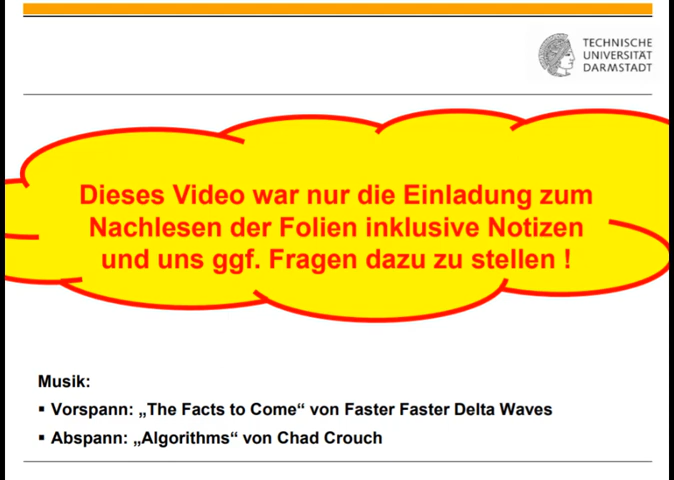 TECHNISCHE
UNIVERSITÄT
DARMSTADT
Dieses Video war nur die Einladung zum
Nachlesen der Folien inklusive Notizen
und uns ggf. Fragen dazu zu stellen !
Musik:
▪ Vorspann: „The Facts to Come“ von Faster Faster Delta Waves
▪ Abspann: „Algorithms“ von Chad Crouch